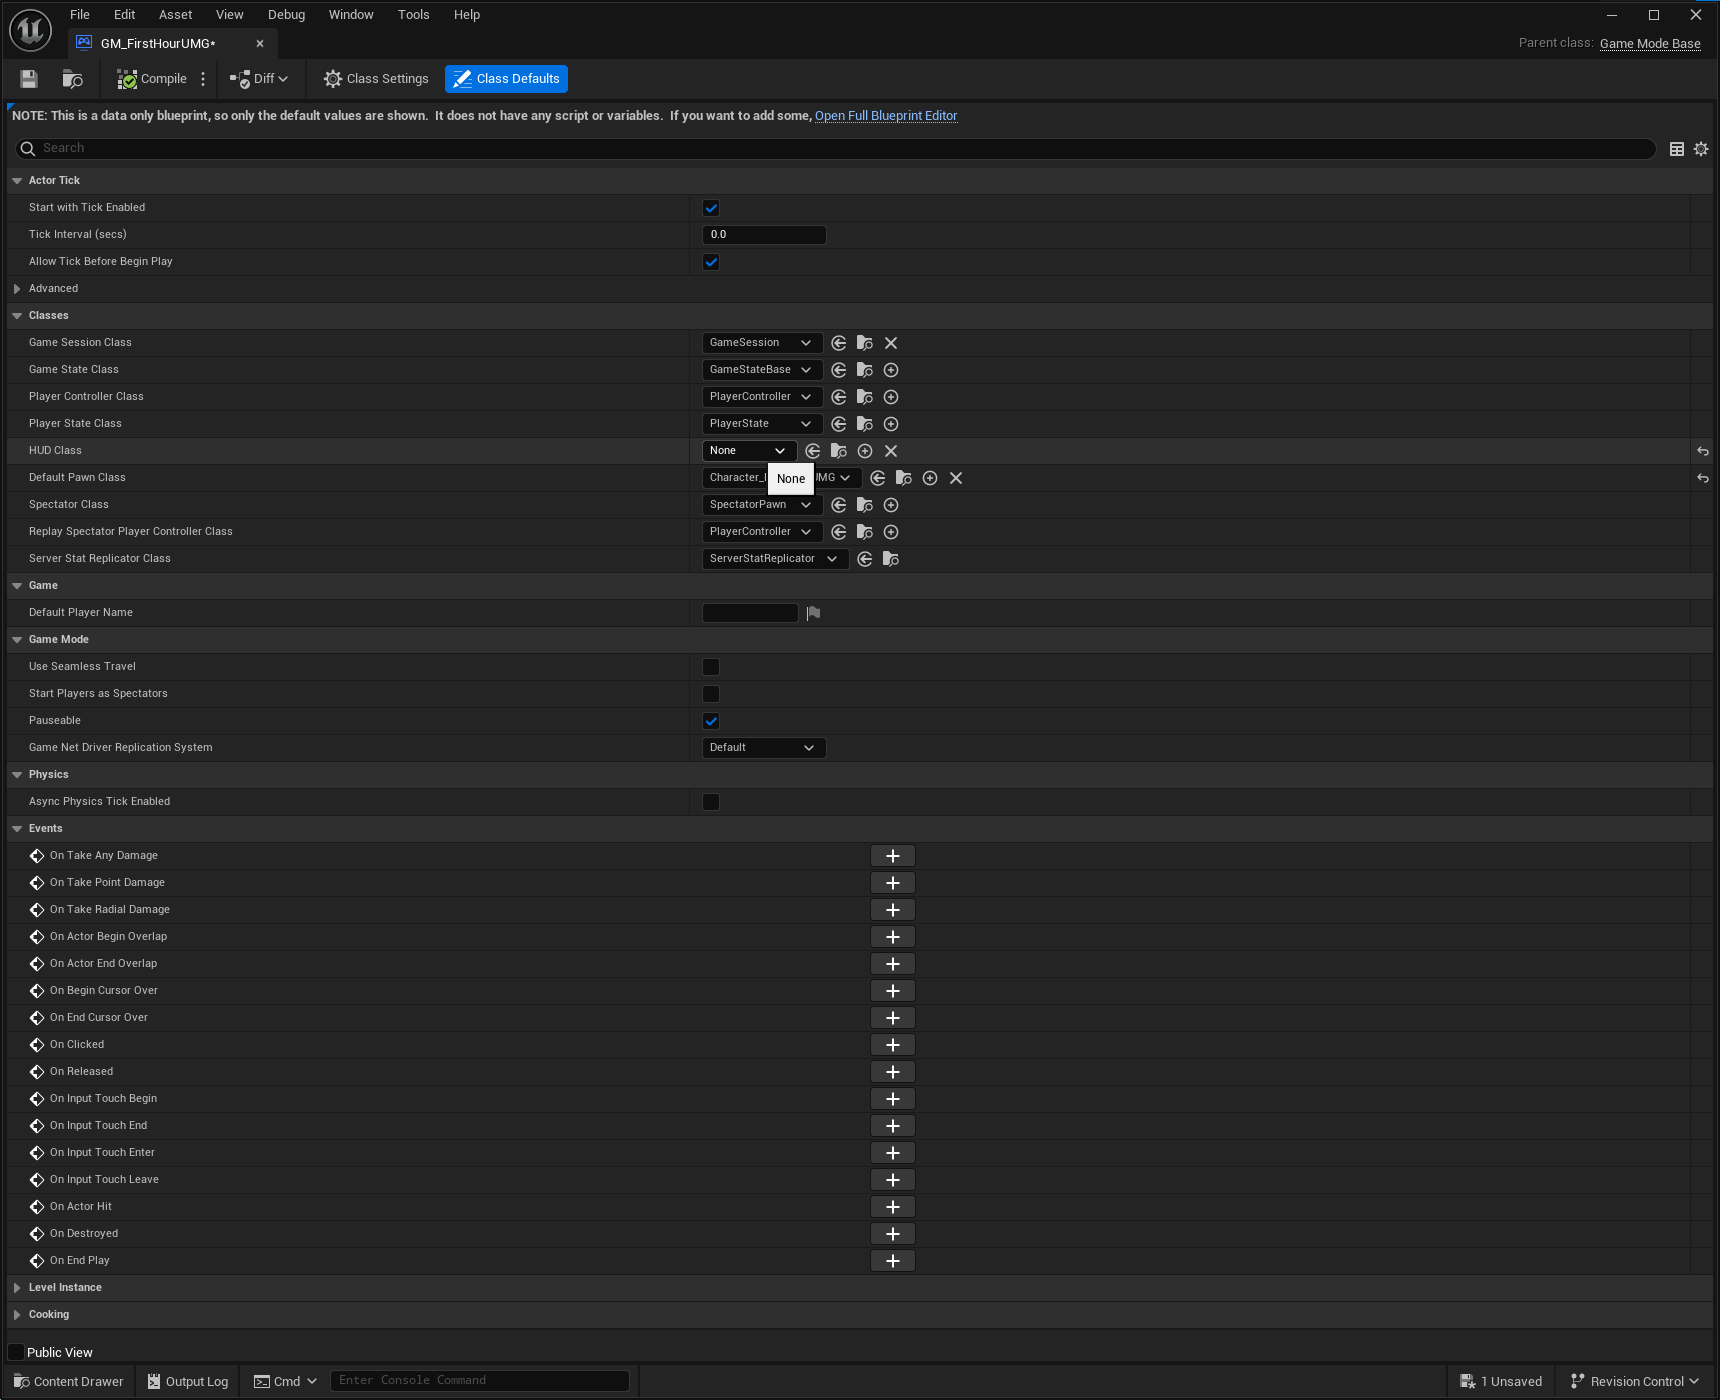 File Edit Asset View Debug Window Tools Help
GM_FirstHourUMG*
Parent class: Game Mode Base
Compile Diff Class Settings Class Defaults
NOTE: This is a data only blueprint, so only the default values are shown. It does not have any script or variables. If you want to add some, Open Full Blueprint Editor
Search
Actor Tick
Start with Tick Enabled
Tick Interval (secs) 0.0
Allow Tick Before Begin Play
Advanced
Classes
Game Session Class GameSession
Game State Class GameStateBase
Player Controller Class PlayerController
Player State Class PlayerState
HUD Class None
Default Pawn Class Character_ UMG
None
Spectator Class SpectatorPawn
Replay Spectator Player Controller Class PlayerController
Server Stat Replicator Class ServerStatReplicator
Game
Default Player Name
Game Mode
Use Seamless Travel
Start Players as Spectators
Pauseable
Game Net Driver Replication System Default
Physics
Async Physics Tick Enabled
Events
On Take Any Damage
On Take Point Damage
On Take Radial Damage
On Actor Begin Overlap
On Actor End Overlap
On Begin Cursor Over
On End Cursor Over
On Clicked
On Released
On Input Touch Begin
On Input Touch End
On Input Touch Enter
On Input Touch Leave
On Actor Hit
On Destroyed
On End Play
Level Instance
Cooking
Public View
Content Drawer Output Log Cmd Enter Console Command 1 Unsaved Revision Control